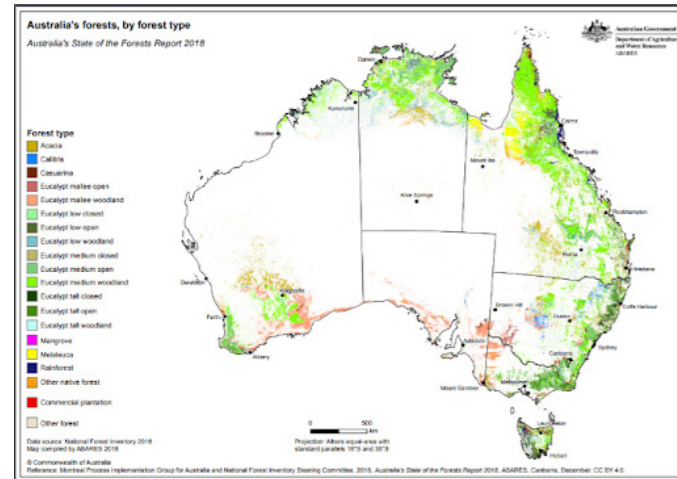 Australia's forests, by forest type
Australia's State of the Forests Report 2018
Australian Government
Department of Agriculture
and Water Resources
ABARES
Darwin
Kununurra
Broome
Cairns
Townsville
Mount Isa
Alice Springs
Rockhampton
Roma
Brisbane
Geraldton
Kalgoorlie
Perth
Albany
Broken Hill
Coffs Harbour
Dubbo
Sydney
Adelaide
Canberra
Mount Gambier
Melbourne
Launceston
Hobart
Forest type
Acacia
Callitris
Casuarina
Eucalypt mallee open
Eucalypt mallee woodland
Eucalypt low closed
Eucalypt low open
Eucalypt low woodland
Eucalypt medium closed
Eucalypt medium open
Eucalypt medium woodland
Eucalypt tall closed
Eucalypt tall open
Eucalypt tall woodland
Mangrove
Melaleuca
Rainforest
Other native forest
Commercial plantation
Other forest
0 500
km
Data source: National Forest Inventory 2018
Map compiled by ABARES 2018
Projection: Albers equal-area with
standard parallels 18°S and 36°S
© Commonwealth of Australia
Reference: Montreal Process Implementation Group for Australia and National Forest Inventory Steering Committee, 2018, Australia's State of the Forests Report 2018, ABARES, Canberra, December. CC BY 4.0.